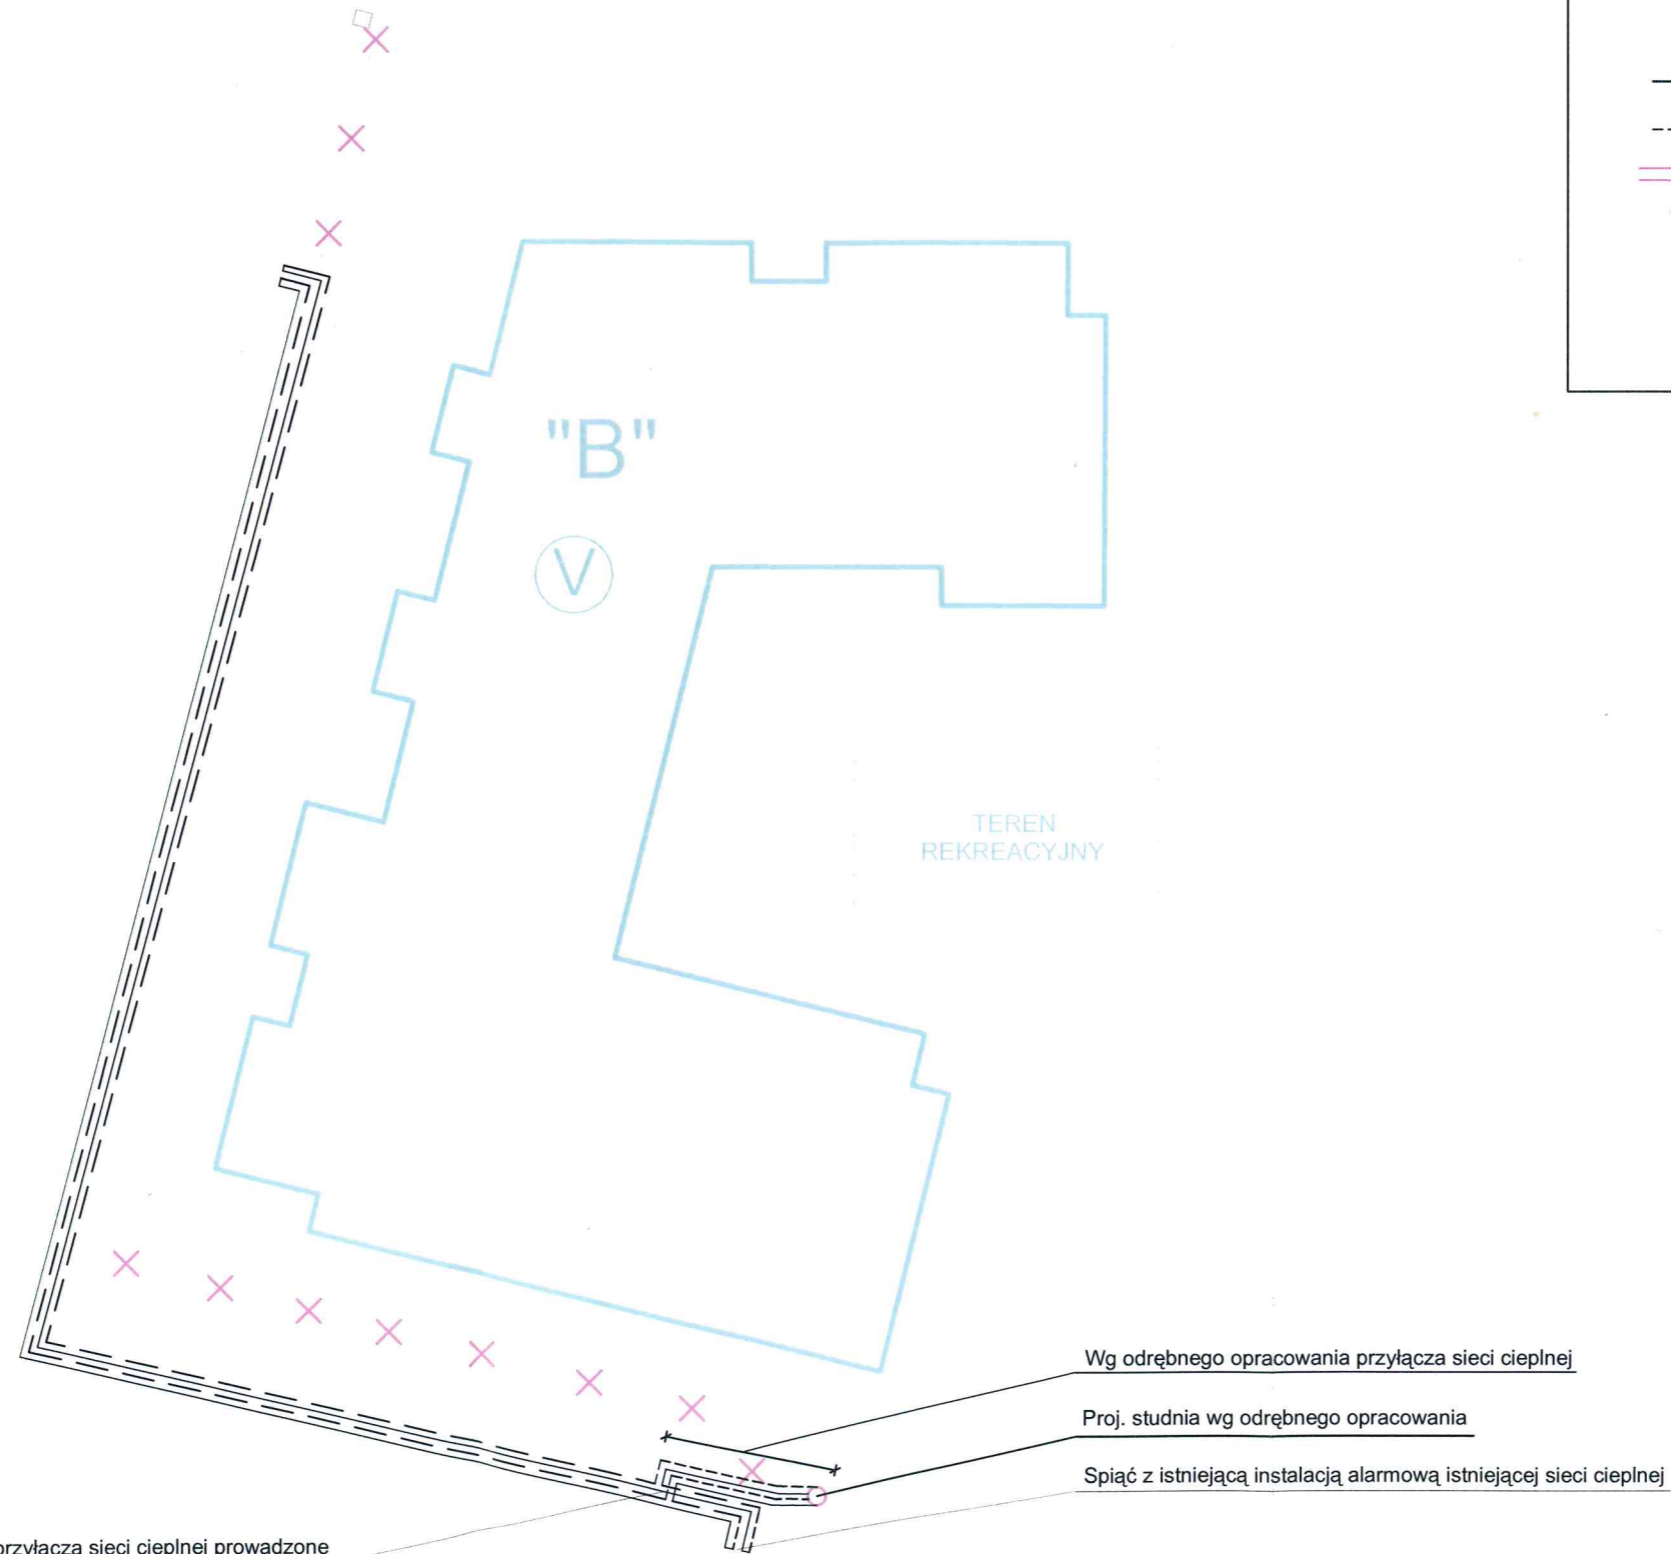 "B"
V
TEREN
REKREACYJNY
Wg odrębnego opracowania przyłącza sieci cieplnej
Proj. studnia wg odrębnego opracowania
Spiąć z istniejącą instalacją alarmową istniejącej sieci cieplnej
przyłącza sieci cieplnej prowadzone